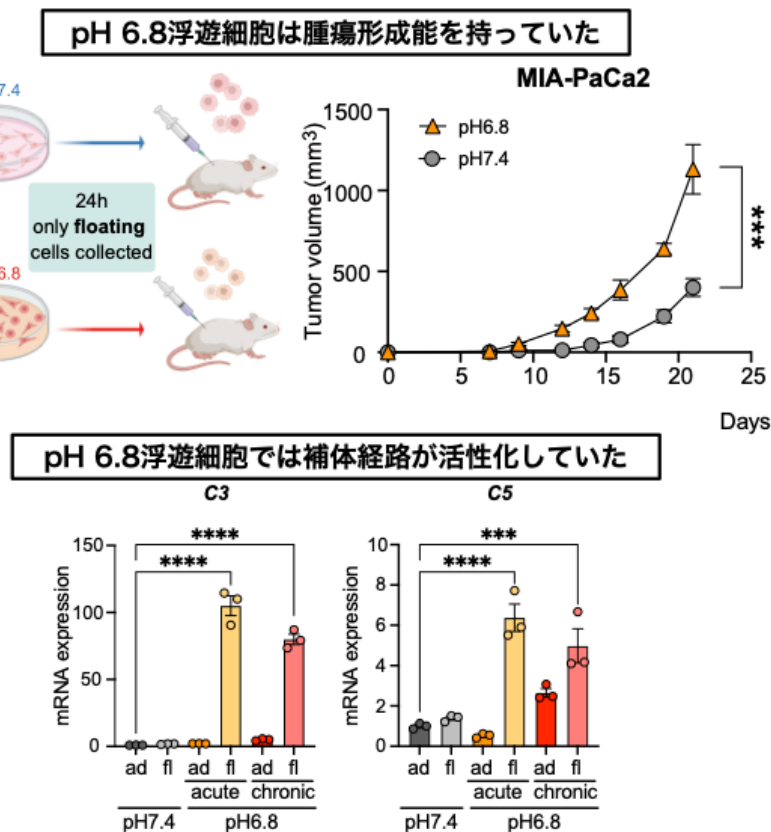 pH 6.8浮遊細胞は腫瘍形成能を持っていた
7.4
24h
only floating
cells collected
6.8
MIA-PaCa2
Tumor volume (mm3)
1500
1000
500
0
pH6.8
pH7.4
***
0 5 10 15 20 25
Days
pH 6.8浮遊細胞では補体経路が活性化していた
C3
mRNA expression
150
100
50
0
****
****
ad fl ad fl ad fl
acute chronic
pH7.4 pH6.8
C5
mRNA expression
10
8
6
4
2
0
***
****
ad fl ad fl ad fl
acute chronic
pH7.4 pH6.8